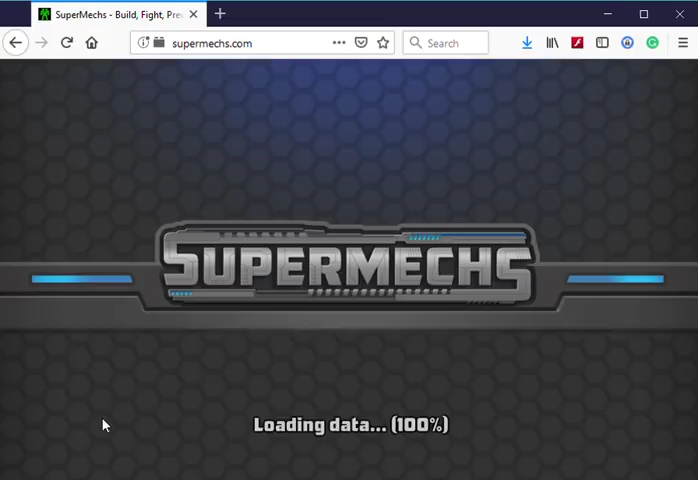 SuperMechs - Build, Fight, Pre
supermechs.com
Search
SUPERMECHS
Loading data... (100%)